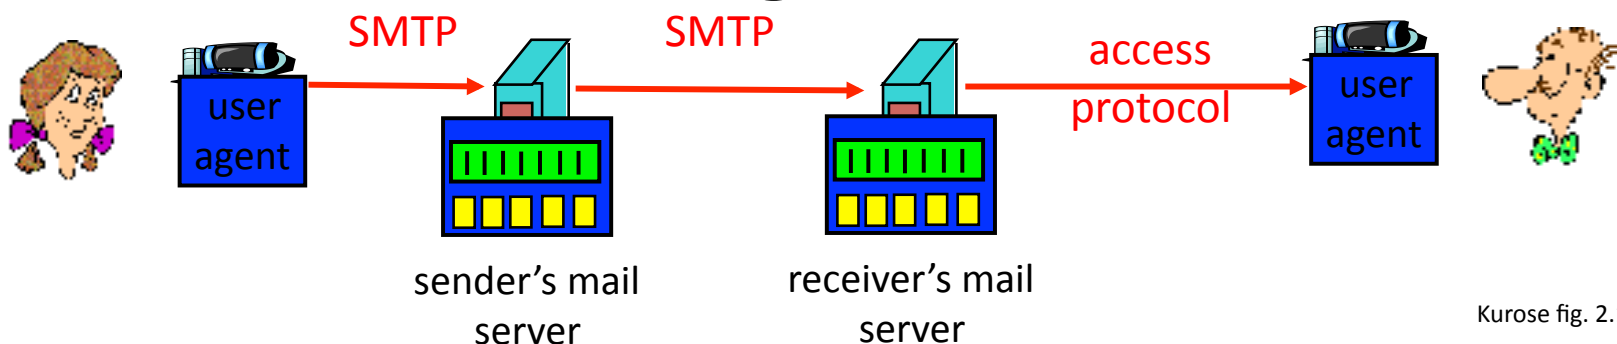 SMTP
SMTP
access
protocol
user
agent
user
agent
sender's mail
server
receiver's mail
server
Kurose fig. 2.